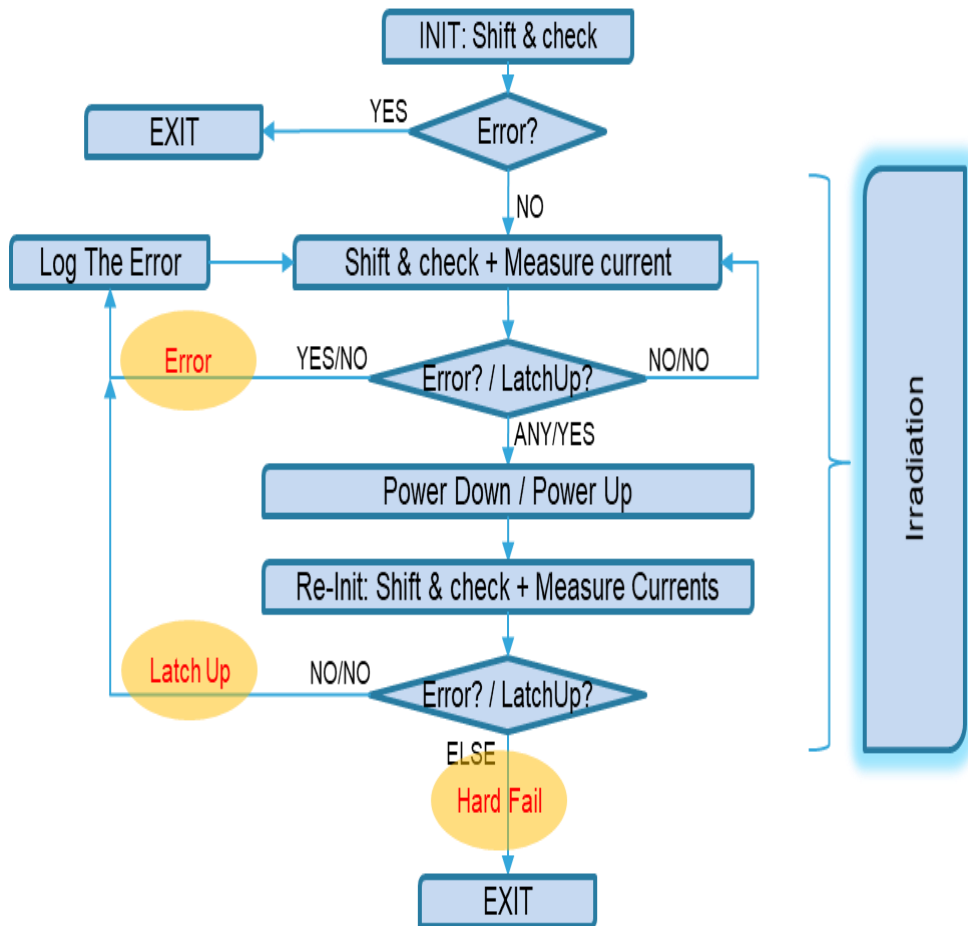 INIT: Shift & check
YES
EXIT
Error?
NO
Log The Error
Shift & check + Measure current
Error
YES/NO
Error? / LatchUp?
NO/NO
ANY/YES
Power Down / Power Up
Re-Init: Shift & check + Measure Currents
Latch Up
NO/NO
Error? / LatchUp?
ELSE
Hard Fail
EXIT
Irradiation